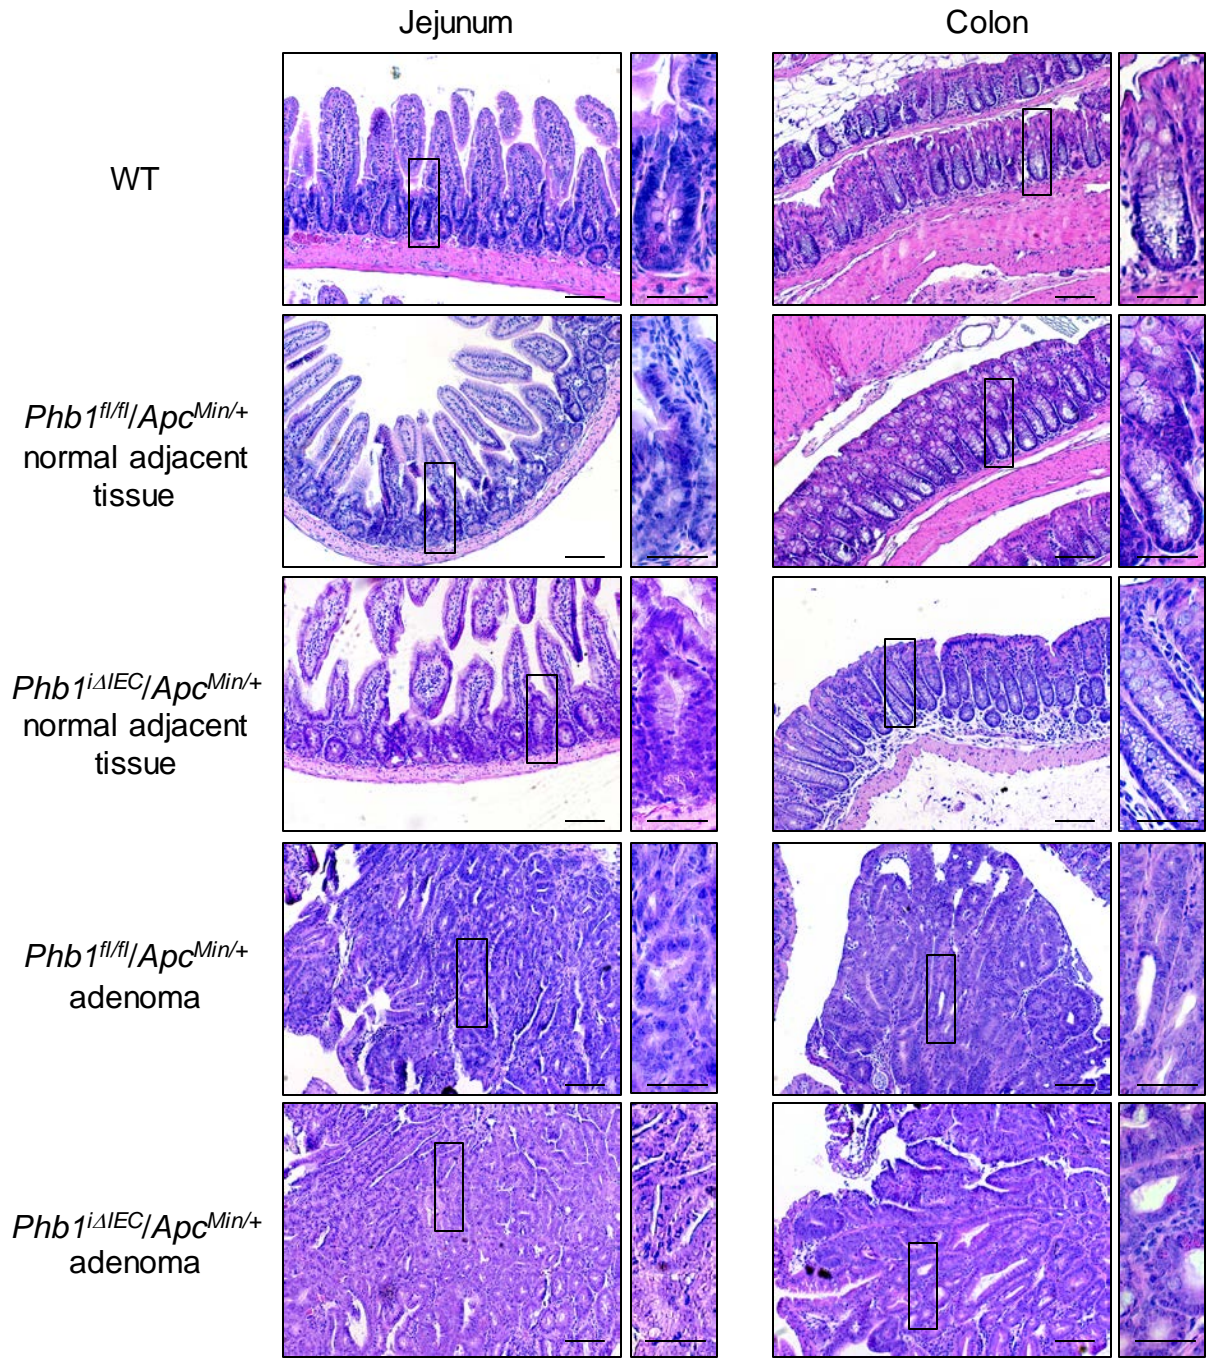 Jejunum
Colon
WT
Phb1fl/fl/ApcMin/+
normal adjacent
tissue
Phb1iΔIEC/ApcMin/+
normal adjacent
tissue
Phb1fl/fl/ApcMin/+
adenoma
Phb1iΔIEC/ApcMin/+
adenoma